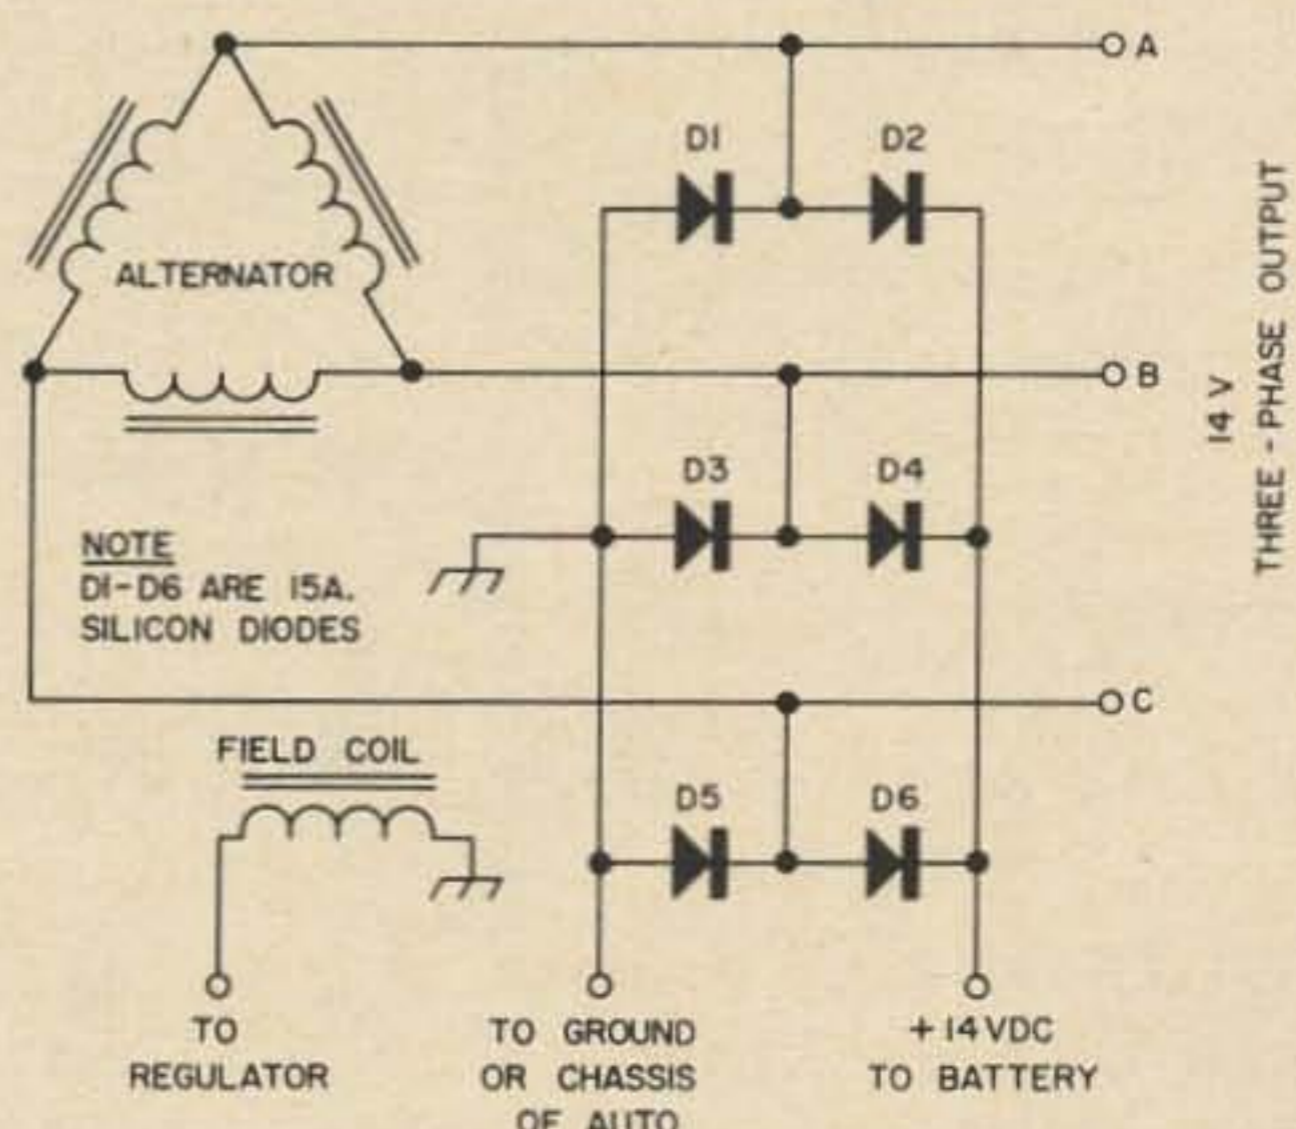 A
D1
D2
ALTERNATOR
B
14 V
THREE - PHASE OUTPUT
D3
D4
NOTE
D1-D6 ARE 15A.
SILICON DIODES
C
FIELD COIL
D5
D6
TO
REGULATOR
TO GROUND
OR CHASSIS
OF AUTO
+14VDC
TO BATTERY